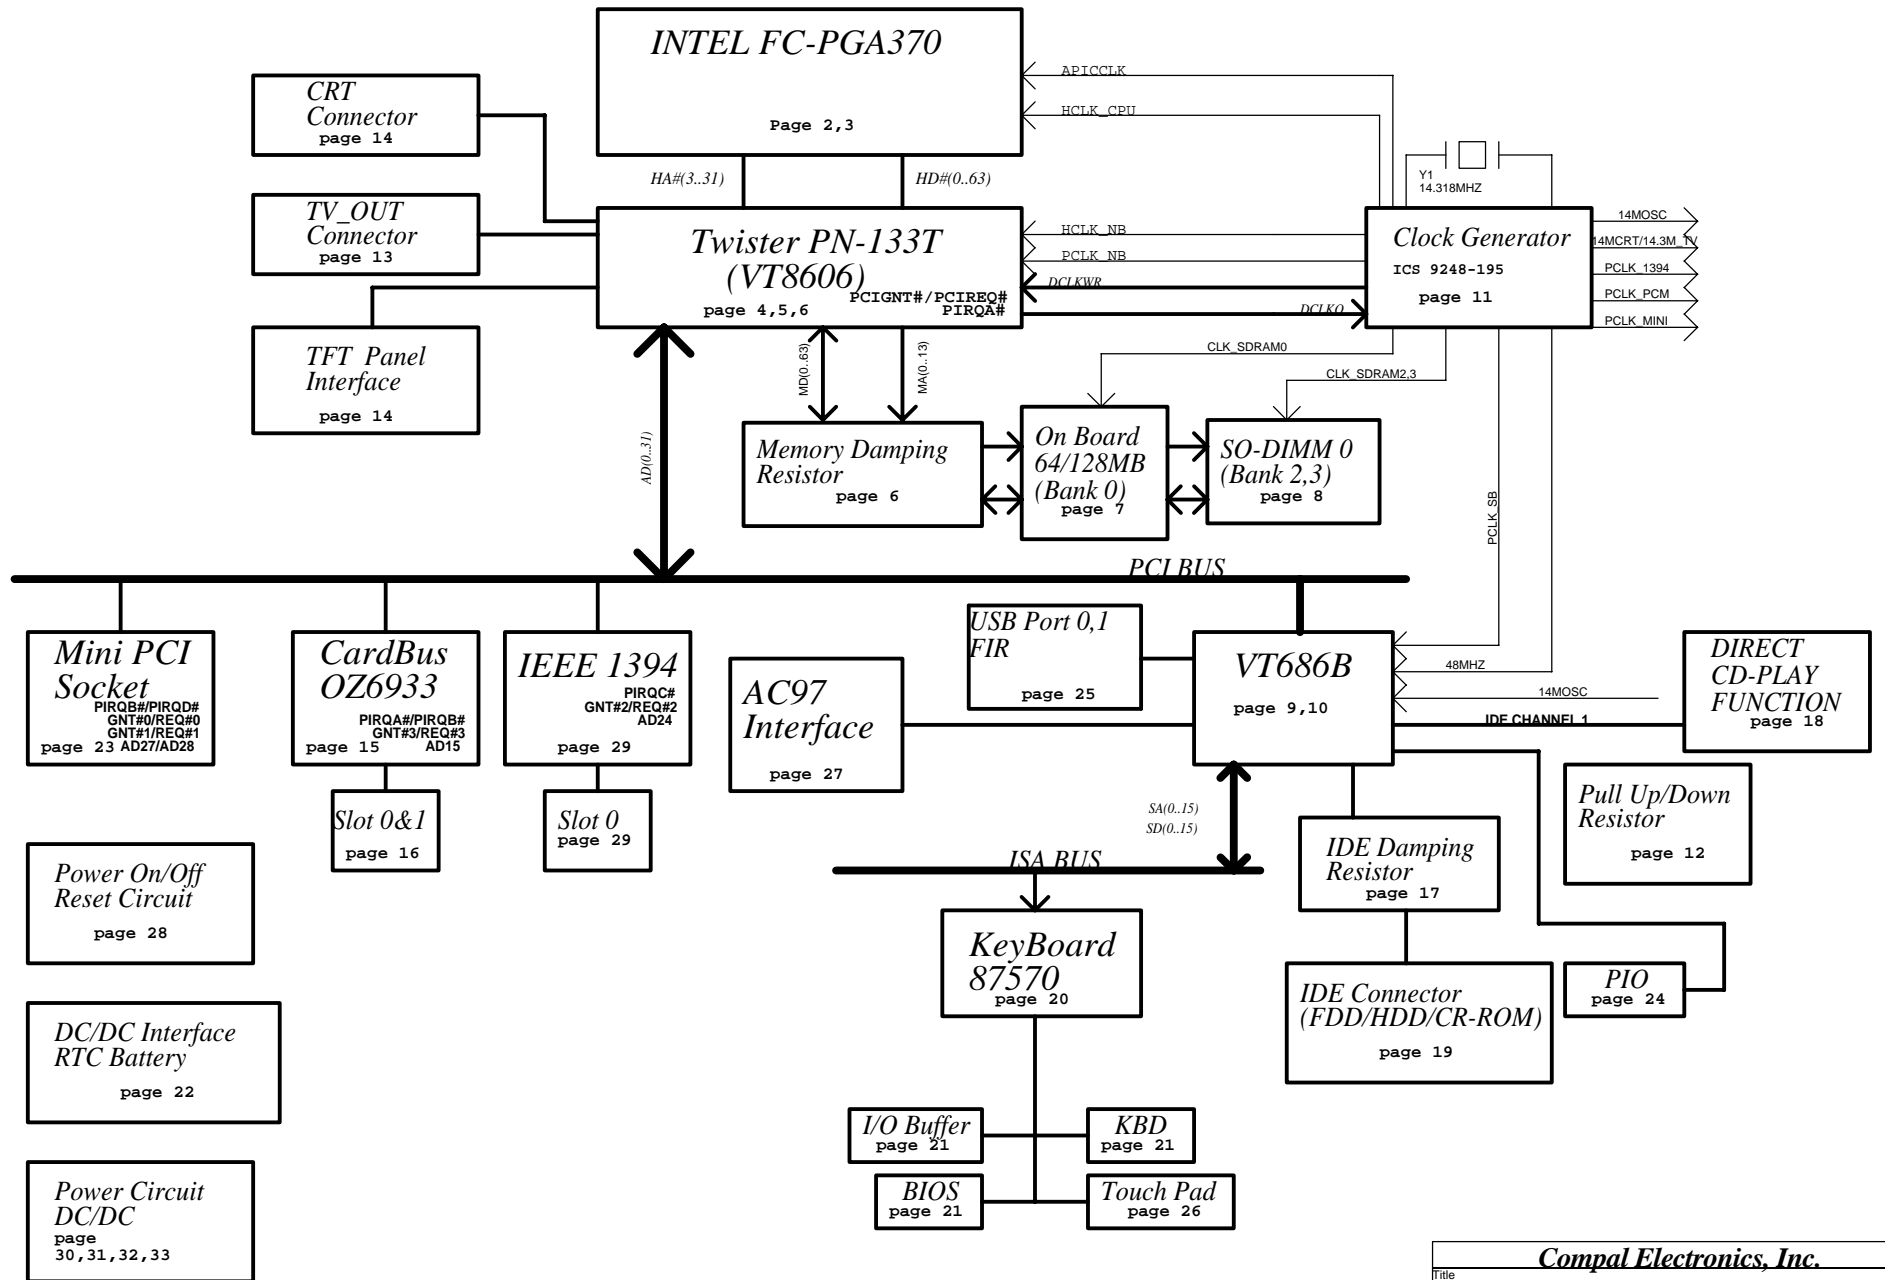 INTEL FC-PGA370
Page 2,3
APICCLK
HCLK_CPU
CRT
Connector
page 14
HA#(3..31)
HD#(0..63)
Y1
14.318MHZ
TV_OUT
Connector
page 13
Twister PN-133T
(VT8606)
page 4,5,6
PCIGNT#/PCIREQ#
PIRQA#
HCLK_NB
PCLK_NB
DCLKWR
DCLKO
Clock Generator
ICS 9248-195
page 11
14MOSC
14MCRT/14.3M_TV
PCLK_1394
PCLK_PCM
PCLK_MINI
TFT Panel
Interface
page 14
MD(0..63)
MA(0..13)
CLK_SDRAM0
CLK_SDRAM2,3
AD(0..31)
Memory Damping
Resistor
page 6
On Board
64/128MB
(Bank 0)
page 7
SO-DIMM 0
(Bank 2,3)
page 8
PCLK_SB
PCI BUS
Mini PCI
Socket
PIRQB#/PIRQD#
GNT#0/REQ#0
GNT#1/REQ#1
page 23 AD27/AD28
CardBus
OZ6933
PIRQA#/PIRQB#
GNT#3/REQ#3
page 15 AD15
IEEE 1394
PIRQC#
GNT#2/REQ#2
AD24
page 29
USB Port 0,1
FIR
page 25
AC97
Interface
page 27
VT686B
page 9,10
48MHZ
14MOSC
IDE CHANNEL 1
DIRECT
CD-PLAY
FUNCTION
page 18
Slot 0&1
page 16
Slot 0
page 29
SA(0..15)
SD(0..15)
Pull Up/Down
Resistor
page 12
Power On/Off
Reset Circuit
page 28
ISA BUS
IDE Damping
Resistor
page 17
KeyBoard
87570
page 20
IDE Connector
(FDD/HDD/CR-ROM)
page 19
PIO
page 24
DC/DC Interface
RTC Battery
page 22
I/O Buffer
page 21
KBD
page 21
BIOS
page 21
Touch Pad
page 26
Power Circuit
DC/DC
page
30,31,32,33
Compal Electronics, Inc.
Title